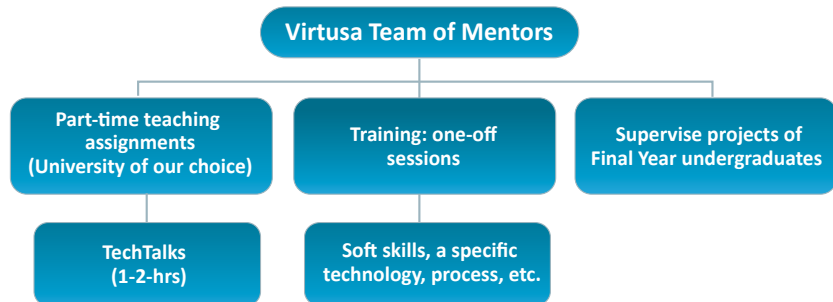 Virtusa Team of Mentors
Part-time teaching
assignments
(University of our choice)
Training: one-off
sessions
Supervise projects of
Final Year undergraduates
TechTalks
(1-2-hrs)
Soft skills, a specific
technology, process, etc.